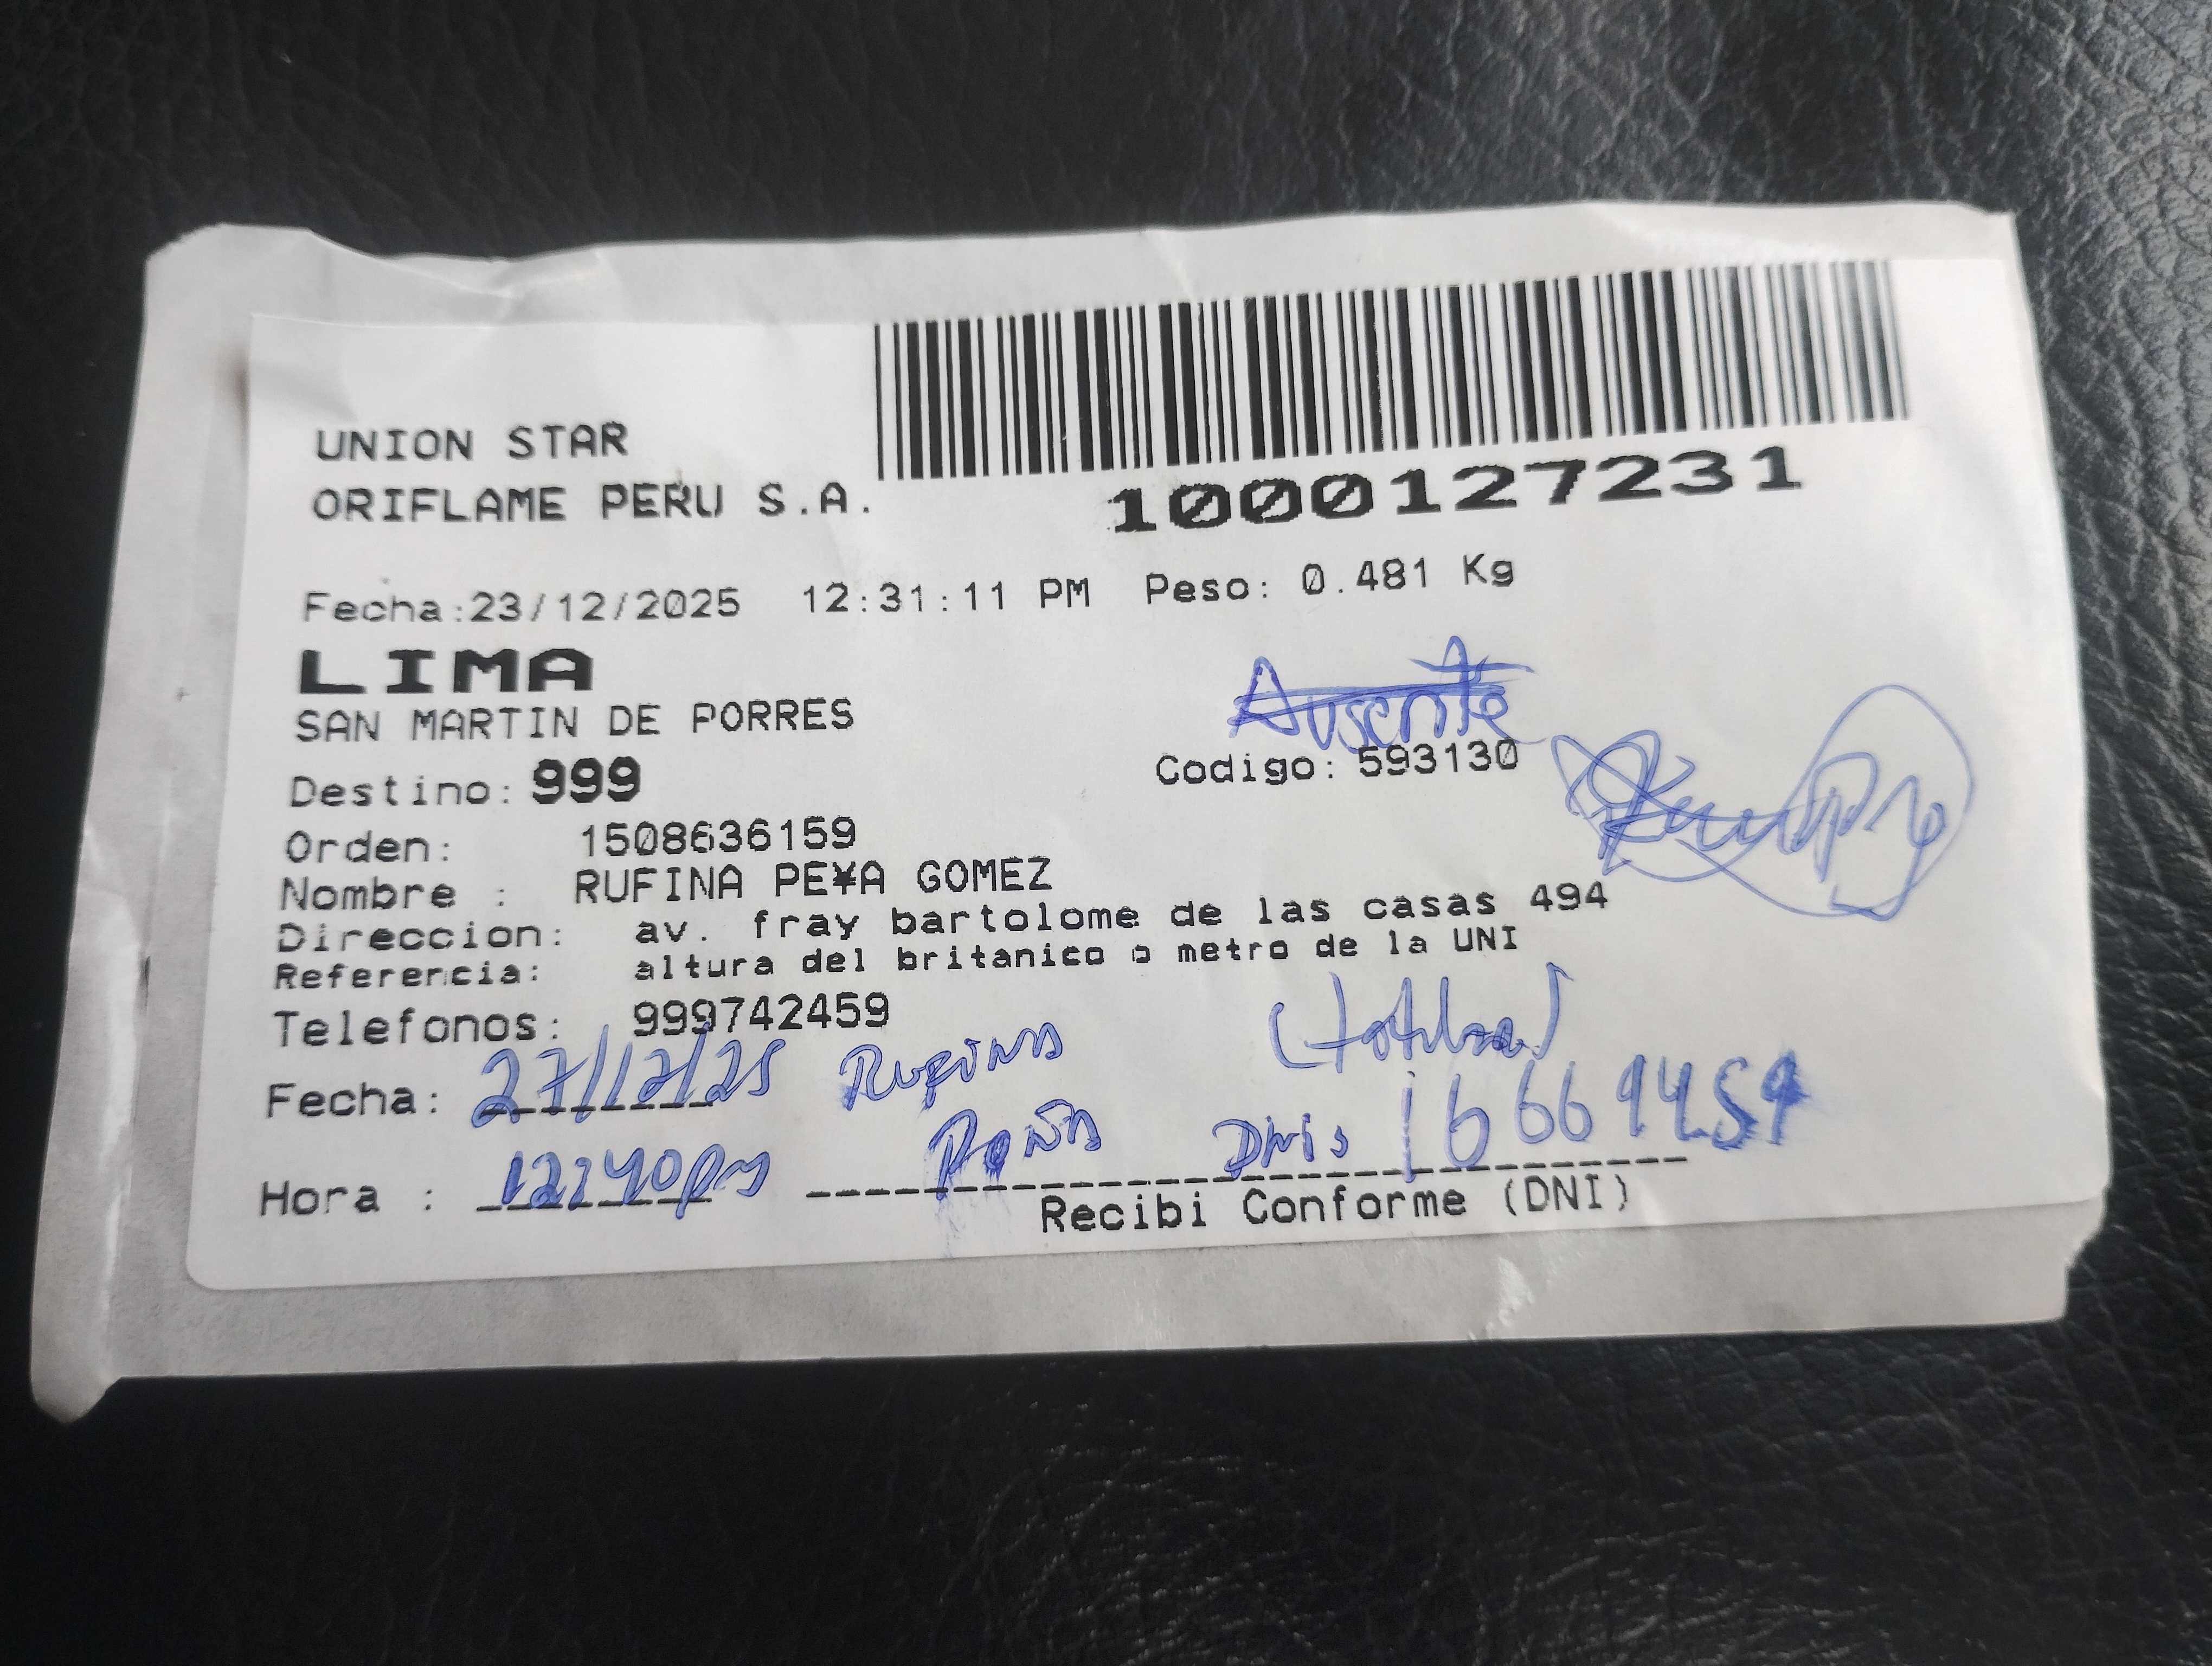 UNION STAR
ORIFLAME PERU S.A.
1000127231
Fecha:23/12/2025 12:31:11 PM Peso: 0.481 Kg
LIMA
Ausente
SAN MARTIN DE PORRES
Codigo: 593130
Destino: 999
Orden: 1508636159
Nombre : RUFINA PE¥A GOMEZ
Direccion: av. fray bartolome de las casas 494
Referencia: altura del britanico o metro de la UNI
Telefonos: 999742459
Fecha: 27/12/25 Rufina
Hora : 12:40pm Peña
Recibi Conforme (DNI)